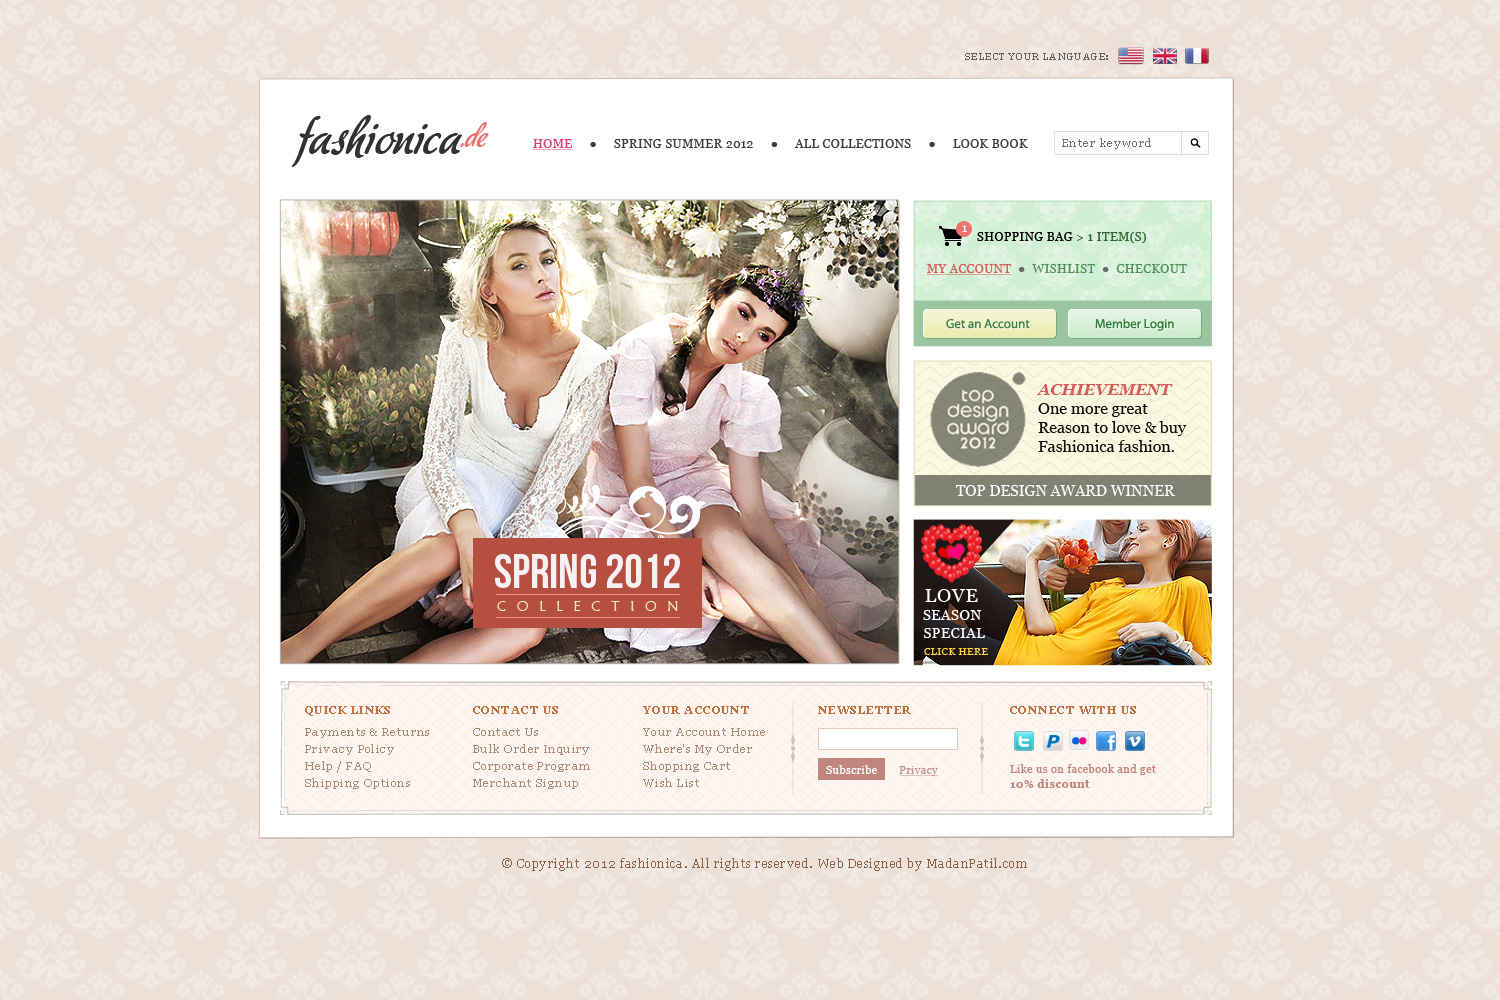 SELECT YOUR LANGUAGE:
fashionica.de
HOME • SPRING SUMMER 2012 • ALL COLLECTIONS • LOOK BOOK
Enter keyword
1
SHOPPING BAG > 1 ITEM(S)
MY ACCOUNT • WISHLIST • CHECKOUT
Get an Account
Member Login
top
design
award
2012
ACHIEVEMENT
One more great
Reason to love & buy
Fashionica fashion.
TOP DESIGN AWARD WINNER
SPRING 2012
COLLECTION
LOVE
SEASON
SPECIAL
CLICK HERE
QUICK LINKS
Payments & Returns
Privacy Policy
Help / FAQ
Shipping Options
CONTACT US
Contact Us
Bulk Order Inquiry
Corporate Program
Merchant Signup
YOUR ACCOUNT
Your Account Home
Where's My Order
Shopping Cart
Wish List
NEWSLETTER
Subscribe
Privacy
CONNECT WITH US
Like us on facebook and get
10% discount
© Copyright 2012 fashionica. All rights reserved. Web Designed by MadanPatil.com